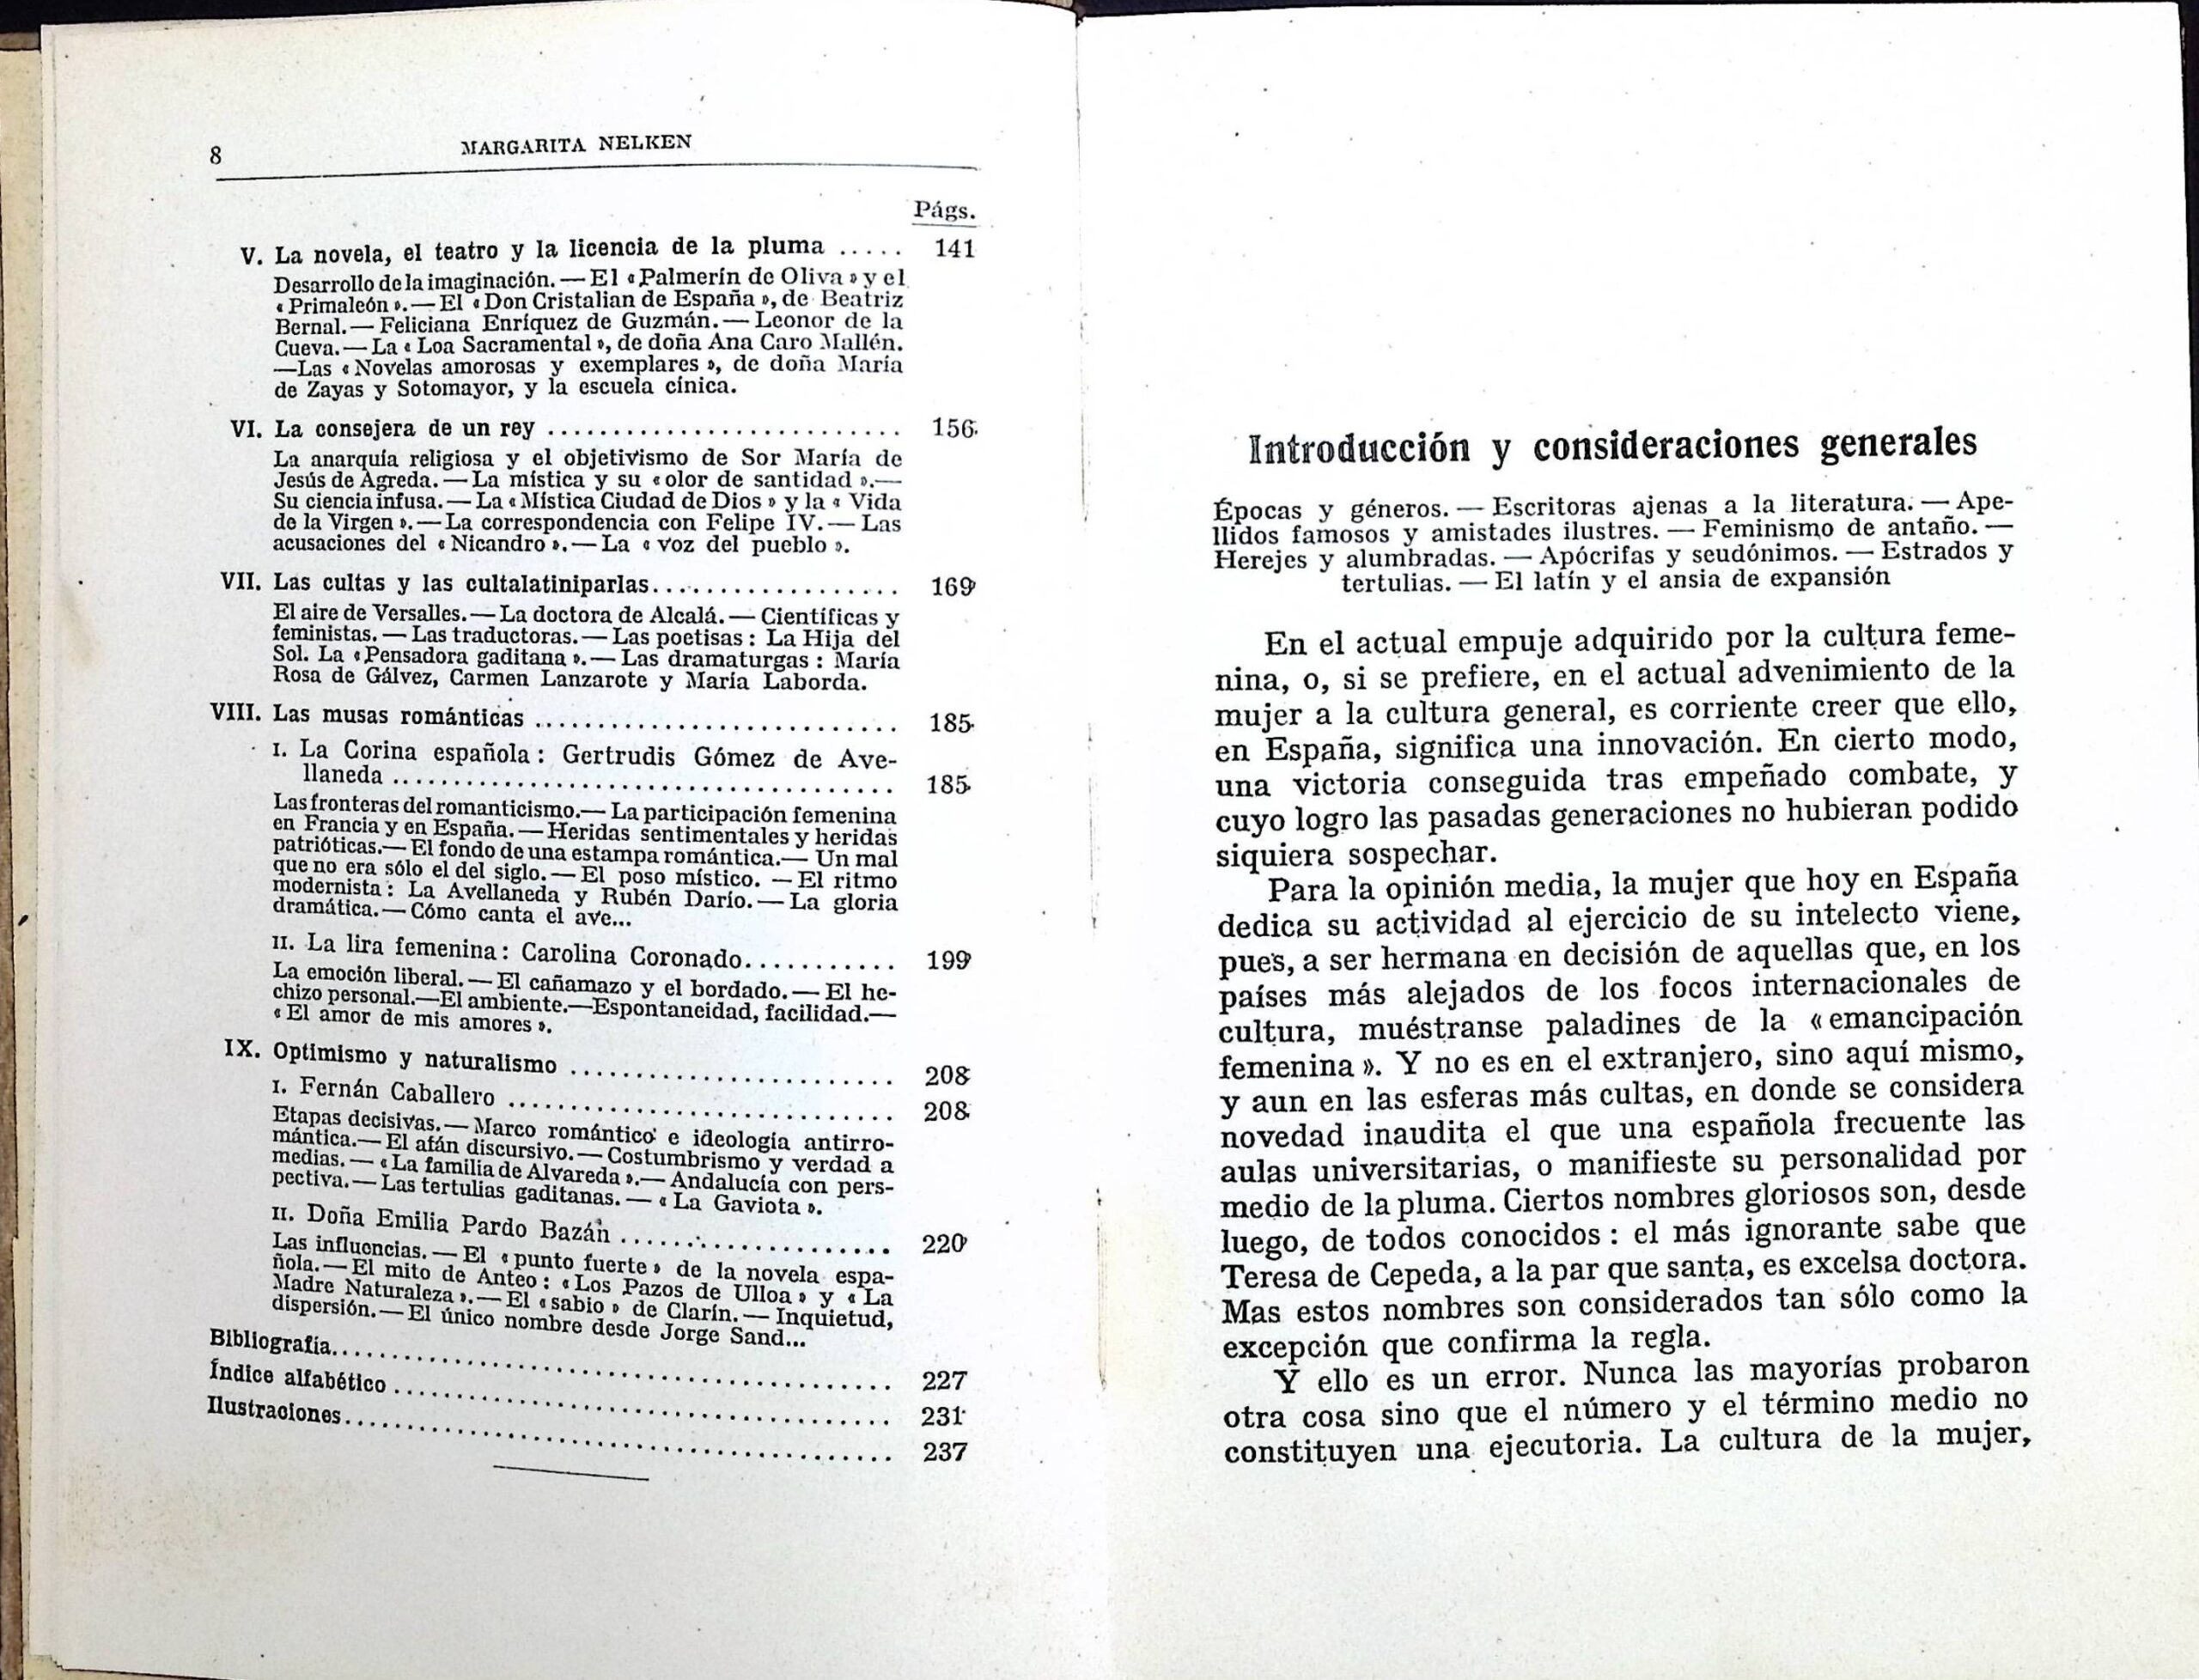 8
MARGARITA NELKEN
Págs.
V. La novela, el teatro y la licencia de la pluma ..... 141
Desarrollo de la imaginación. — El « Palmerín de Oliva » y el
« Primaleón ». — El « Don Cristalian de España », de Beatriz
Bernal. — Feliciana Enríquez de Guzmán. — Leonor de la
Cueva. — La « Loa Sacramental », de doña Ana Caro Mallén.
—Las « Novelas amorosas y exemplares », de doña María
de Zayas y Sotomayor, y la escuela cínica.
VI. La consejera de un rey .......................... 156
La anarquía religiosa y el objetivismo de Sor María de
Jesús de Agreda. — La mística y su « olor de santidad ». —
Su ciencia infusa. — La « Mística Ciudad de Dios » y la « Vida
de la Virgen ». — La correspondencia con Felipe IV. — Las
acusaciones del « Nicandro ». — La « voz del pueblo ».
VII. Las cultas y las cultalatiniparlas.................. 169
El aire de Versalles. — La doctora de Alcalá. — Científicas y
feministas. — Las traductoras. — Las poetisas : La Hija del
Sol. La « Pensadora gaditana ». — Las dramaturgas : María
Rosa de Gálvez, Carmen Lanzarote y María Laborda.
VIII. Las musas románticas ........................... 185
I. La Corina española : Gertrudis Gómez de Ave-
llaneda ..................................... 185
Las fronteras del romanticismo. — La participación femenina
en Francia y en España. — Heridas sentimentales y heridas
patrióticas. — El fondo de una estampa romántica. — Un mal
que no era sólo el del siglo. — El poso místico. — El ritmo
modernista : La Avellaneda y Rubén Darío. — La gloria
dramática. — Cómo canta el ave...
II. La lira femenina : Carolina Coronado........... 199
La emoción liberal. — El cañamazo y el bordado. — El he-
chizo personal. — El ambiente. — Espontaneidad, facilidad. —
« El amor de mis amores ».
IX. Optimismo y naturalismo ........................ 208
I. Fernán Caballero ............................. 208
Etapas decisivas. — Marco romántico e ideología antirro-
mántica. — El afán discursivo. — Costumbrismo y verdad a
medias. — « La familia de Alvareda ». — Andalucía con pers-
pectiva. — Las tertulias gaditanas. — « La Gaviota ».
II. Doña Emilia Pardo Bazán .................... 220
Las influencias. — El « punto fuerte » de la novela espa-
ñola. — El mito de Anteo : « Los Pazos de Ulloa » y « La
Madre Naturaleza ». — El « sabio » de Clarín. — Inquietud,
dispersión. — El único nombre desde Jorge Sand...
Bibliografía......................................... 227
Índice alfabético .................................... 231
Ilustraciones........................................ 237
Introducción y consideraciones generales
Épocas y géneros. — Escritoras ajenas a la literatura. — Ape-
llidos famosos y amistades ilustres. — Feminismo de antaño. —
Herejes y alumbradas. — Apócrifas y seudónimos. — Estrados y
tertulias. — El latín y el ansia de expansión
En el actual empuje adquirido por la cultura feme-
nina, o, si se prefiere, en el actual advenimiento de la
mujer a la cultura general, es corriente creer que ello,
en España, significa una innovación. En cierto modo,
una victoria conseguida tras empeñado combate, y
cuyo logro las pasadas generaciones no hubieran podido
siquiera sospechar.
Para la opinión media, la mujer que hoy en España
dedica su actividad al ejercicio de su intelecto viene,
pues, a ser hermana en decisión de aquellas que, en los
países más alejados de los focos internacionales de
cultura, muéstranse paladines de la « emancipación
femenina ». Y no es en el extranjero, sino aquí mismo,
y aun en las esferas más cultas, en donde se considera
novedad inaudita el que una española frecuente las
aulas universitarias, o manifieste su personalidad por
medio de la pluma. Ciertos nombres gloriosos son, desde
luego, de todos conocidos : el más ignorante sabe que
Teresa de Cepeda, a la par que santa, es excelsa doctora.
Mas estos nombres son considerados tan sólo como la
excepción que confirma la regla.
Y ello es un error. Nunca las mayorías probaron
otra cosa sino que el número y el término medio no
constituyen una ejecutoria. La cultura de la mujer,